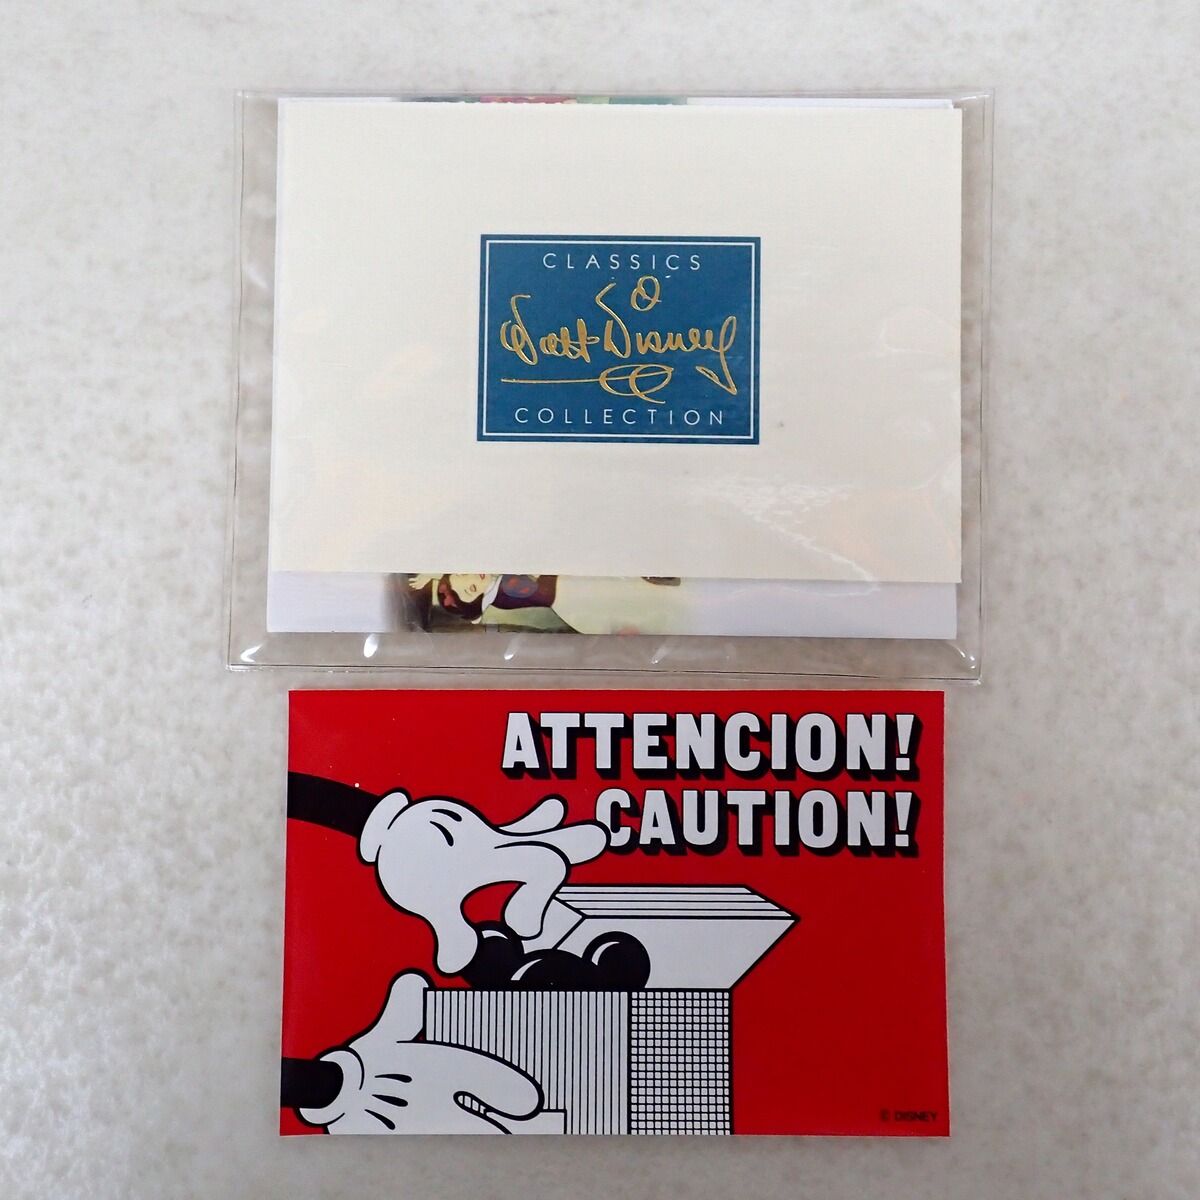 CLASSICS
Walt Disney
COLLECTION
ATTENCION!
CAUTION!
© DISNEY